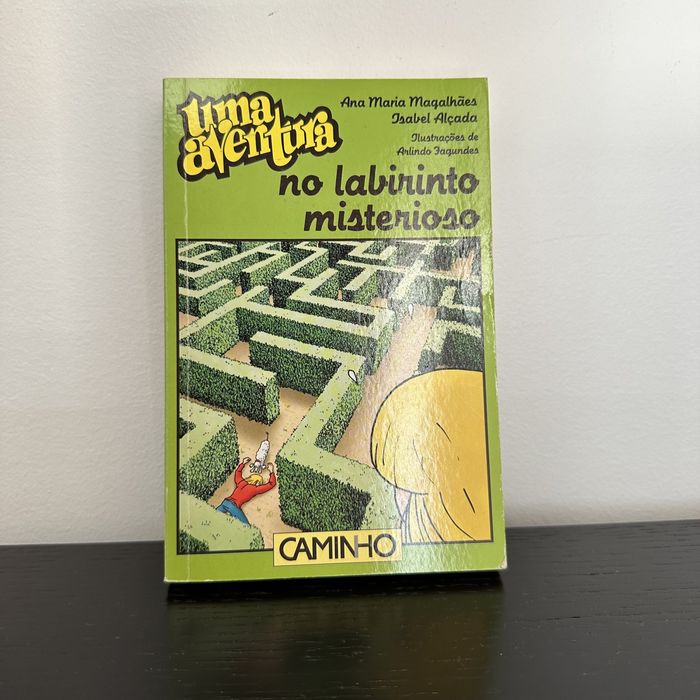 uma
aventura
Ana Maria Magalhães
Isabel Alçada
Ilustrações de
Arlindo Fagundes
no labirinto
misterioso
CAMINHO